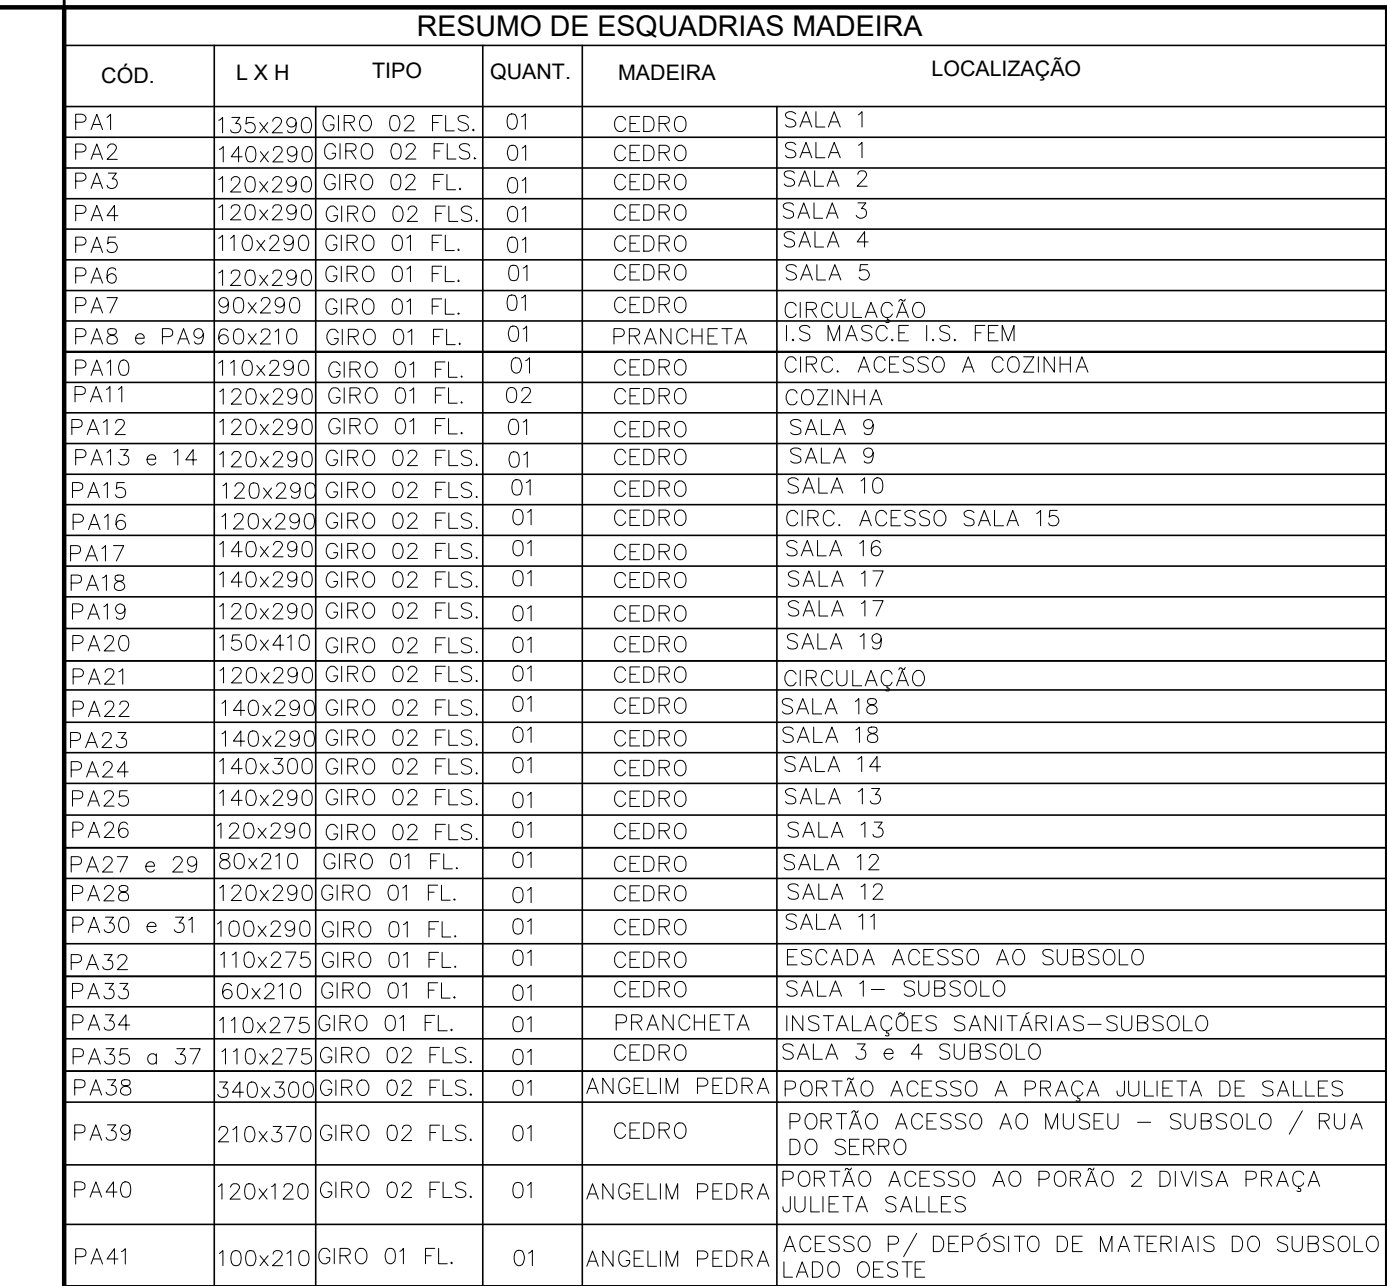 RESUMO DE ESQUADRIAS MADEIRA
CÓD. L X H TIPO QUANT. MADEIRA LOCALIZAÇÃO
PA1 135x290 GIRO 02 FLS. 01 CEDRO SALA 1
PA2 140x290 GIRO 02 FLS. 01 CEDRO SALA 1
PA3 120x290 GIRO 02 FL. 01 CEDRO SALA 2
PA4 120x290 GIRO 02 FLS. 01 CEDRO SALA 3
PA5 110x290 GIRO 01 FL. 01 CEDRO SALA 4
PA6 120x290 GIRO 01 FL. 01 CEDRO SALA 5
PA7 90x290 GIRO 01 FL. 01 CEDRO CIRCULAÇÃO
PA8 e PA9 60x210 GIRO 01 FL. 01 PRANCHETA I.S MASC.E I.S. FEM
PA10 110x290 GIRO 01 FL. 01 CEDRO CIRC. ACESSO A COZINHA
PA11 120x290 GIRO 01 FL. 02 CEDRO COZINHA
PA12 120x290 GIRO 01 FL. 01 CEDRO SALA 9
PA13 e 14 120x290 GIRO 02 FLS. 01 CEDRO SALA 9
PA15 120x290 GIRO 02 FLS. 01 CEDRO SALA 10
PA16 120x290 GIRO 02 FLS. 01 CEDRO CIRC. ACESSO SALA 15
PA17 140x290 GIRO 02 FLS. 01 CEDRO SALA 16
PA18 140x290 GIRO 02 FLS. 01 CEDRO SALA 17
PA19 120x290 GIRO 02 FLS. 01 CEDRO SALA 17
PA20 150x410 GIRO 02 FLS. 01 CEDRO SALA 19
PA21 120x290 GIRO 02 FLS. 01 CEDRO CIRCULAÇÃO
PA22 140x290 GIRO 02 FLS. 01 CEDRO SALA 18
PA23 140x290 GIRO 02 FLS. 01 CEDRO SALA 18
PA24 140x300 GIRO 02 FLS. 01 CEDRO SALA 14
PA25 140x290 GIRO 02 FLS. 01 CEDRO SALA 13
PA26 120x290 GIRO 02 FLS. 01 CEDRO SALA 13
PA27 e 29 80x210 GIRO 01 FL. 01 CEDRO SALA 12
PA28 120x290 GIRO 01 FL. 01 CEDRO SALA 12
PA30 e 31 100x290 GIRO 01 FL. 01 CEDRO SALA 11
PA32 110x275 GIRO 01 FL. 01 CEDRO ESCADA ACESSO AO SUBSOLO
PA33 60x210 GIRO 01 FL. 01 CEDRO SALA 1- SUBSOLO
PA34 110x275 GIRO 01 FL. 01 PRANCHETA INSTALAÇÕES SANITÁRIAS-SUBSOLO
PA35 a 37 110x275 GIRO 02 FLS. 01 CEDRO SALA 3 e 4 SUBSOLO
PA38 340x300 GIRO 02 FLS. 01 ANGELIM PEDRA PORTÃO ACESSO A PRAÇA JULIETA DE SALLES
PA39 210x370 GIRO 02 FLS. 01 CEDRO PORTÃO ACESSO AO MUSEU - SUBSOLO / RUA
DO SERRO
PA40 120x120 GIRO 02 FLS. 01 ANGELIM PEDRA PORTÃO ACESSO AO PORÃO 2 DIVISA PRAÇA
JULIETA SALLES
PA41 100x210 GIRO 01 FL. 01 ANGELIM PEDRA ACESSO P/ DEPÓSITO DE MATERIAIS DO SUBSOLO
LADO OESTE